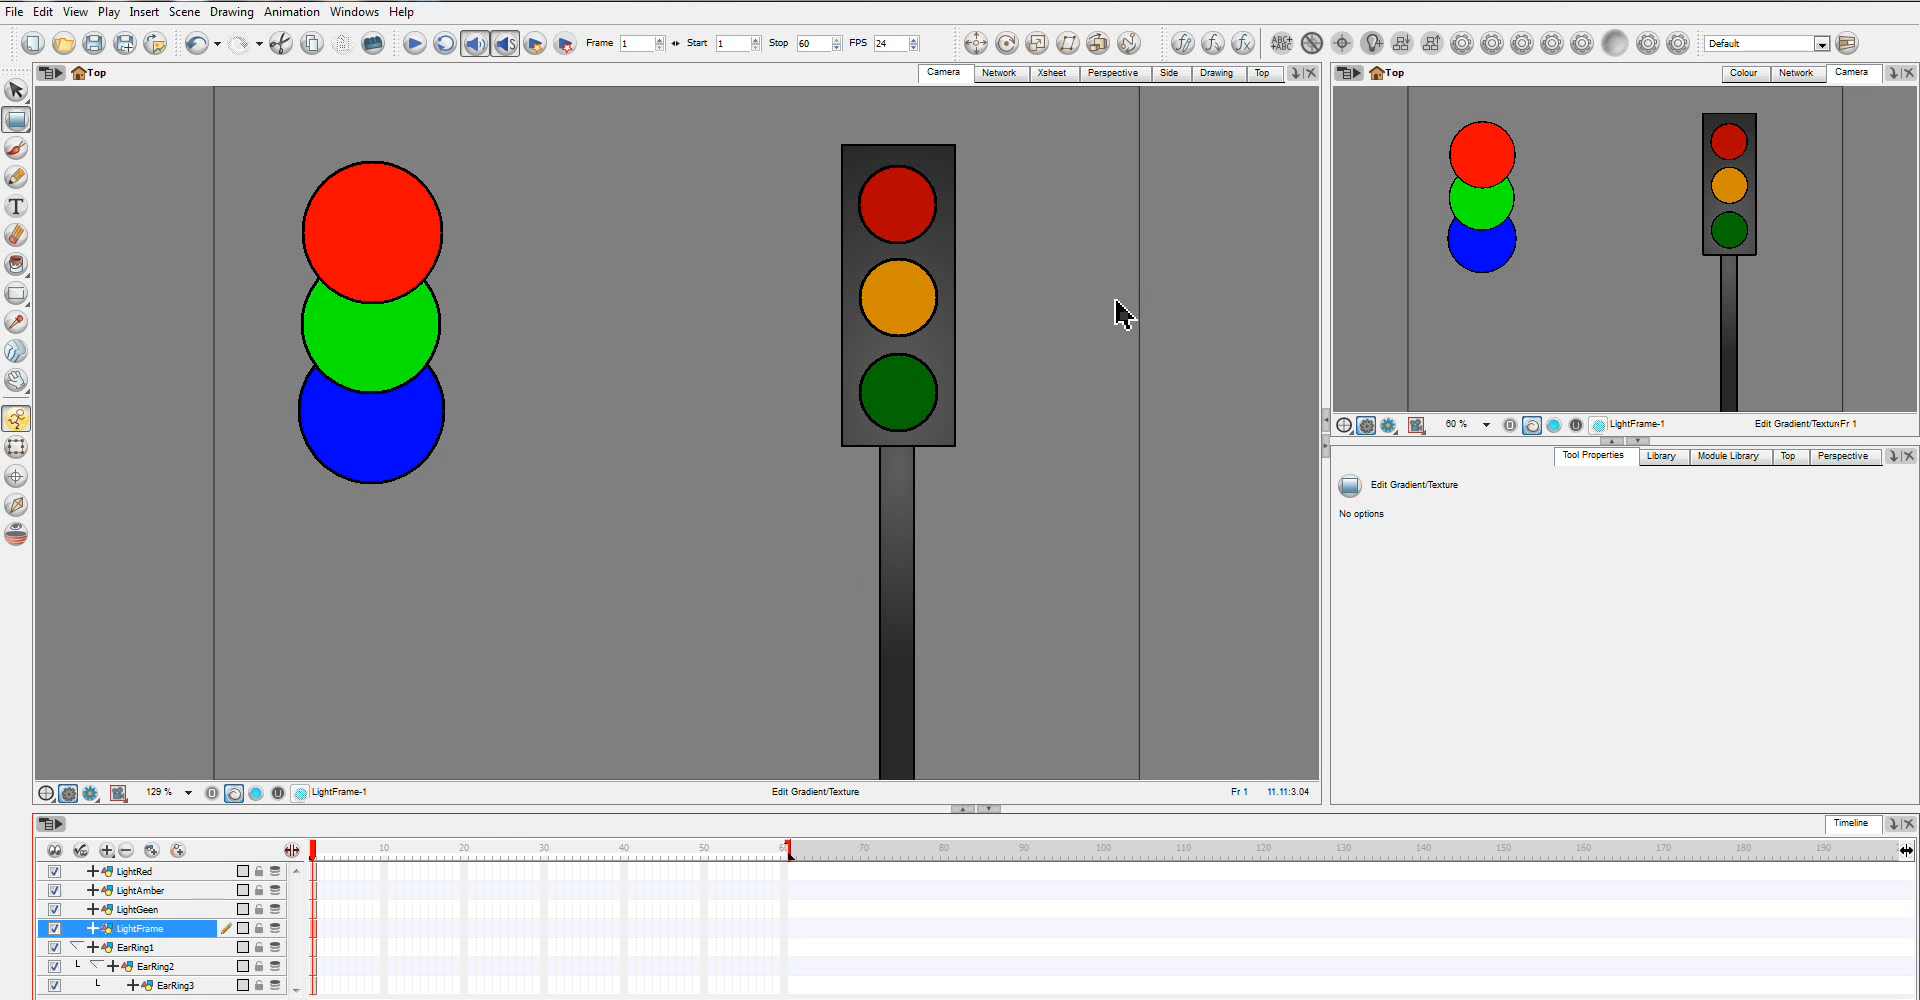 File Edit View Play Insert Scene Drawing Animation Windows Help
Frame 1 Start 1 Stop 60 FPS 24 Default
Top Camera Network Xsheet Perspective Side Drawing Top
Top Colour Network Camera
T
60 % LightFrame-1 Edit Gradient/Textur Fr 1
Tool Properties Library Module Library Top Perspective
Edit Gradient/Texture
No options
129 % LightFrame-1 Edit Gradient/Texture Fr 1 11.11:3.04
Timeline
10 20 30 40 50 60 70 80 90 100 110 120 130 140 150 160 170 180 190
LightRed
LightAmber
LightGeen
LightFrame
EarRing1
EarRing2
EarRing3